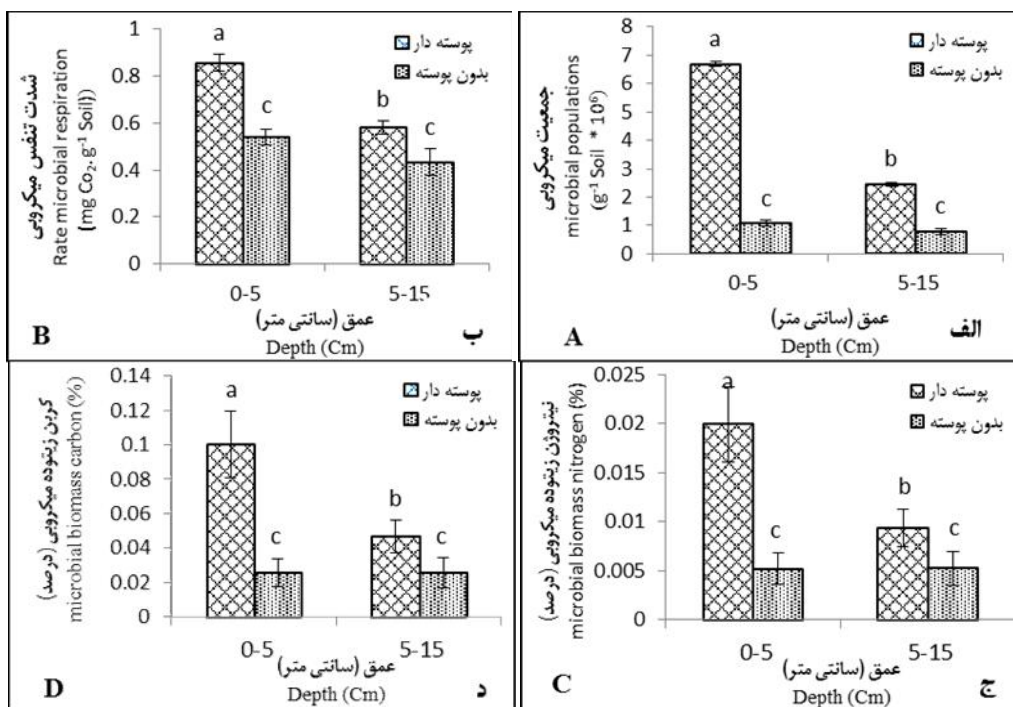 شدت تنفس میکروبی
Rate microbial respiration
(mg Co₂. g⁻¹ Soil))
1
0.8
0.6
0.4
0.2
0
a
c
b
c
پوسته دار
بدون پوسته
0-5
5-15
عمق (سانتی متر)
Depth (Cm)
B
ب
جمعیت میکروبی
microbial populations
(g⁻¹ Soil * 10⁶)
8
7
6
5
4
3
2
1
0
a
c
b
c
پوسته دار
بدون پوسته
0-5
5-15
عمق (سانتی متر)
Depth (Cm)
A
الف
کربن زیتوده میکروبی (درصد)
microbial biomass carbon (%)
0.14
0.12
0.1
0.08
0.06
0.04
0.02
0
a
c
b
c
پوسته دار
بدون پوسته
0-5
5-15
عمق (سانتی متر)
Depth (Cm)
D
د
نیتروژن زیتوده میکروبی (درصد)
microbial biomass nitrogen (%)
0.025
0.02
0.015
0.01
0.005
0
a
c
b
c
پوسته دار
بدون پوسته
0-5
5-15
عمق (سانتی متر)
Depth (Cm)
C
ج